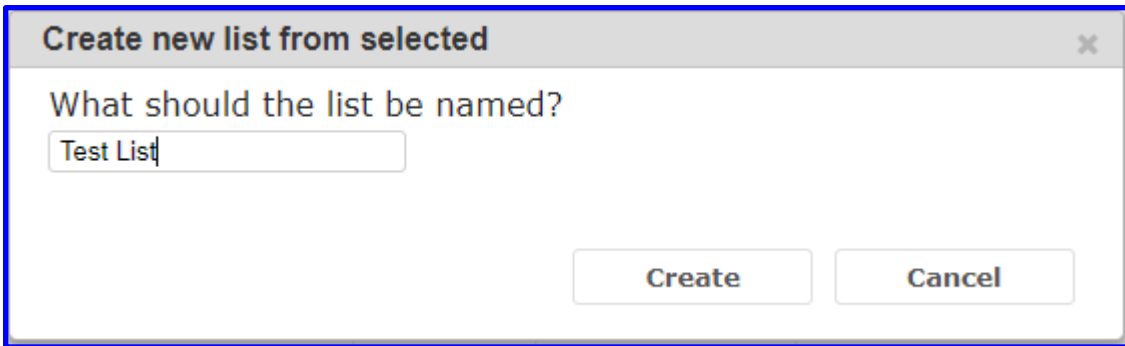 Create new list from selected
What should the list be named?
Test List
Create Cancel